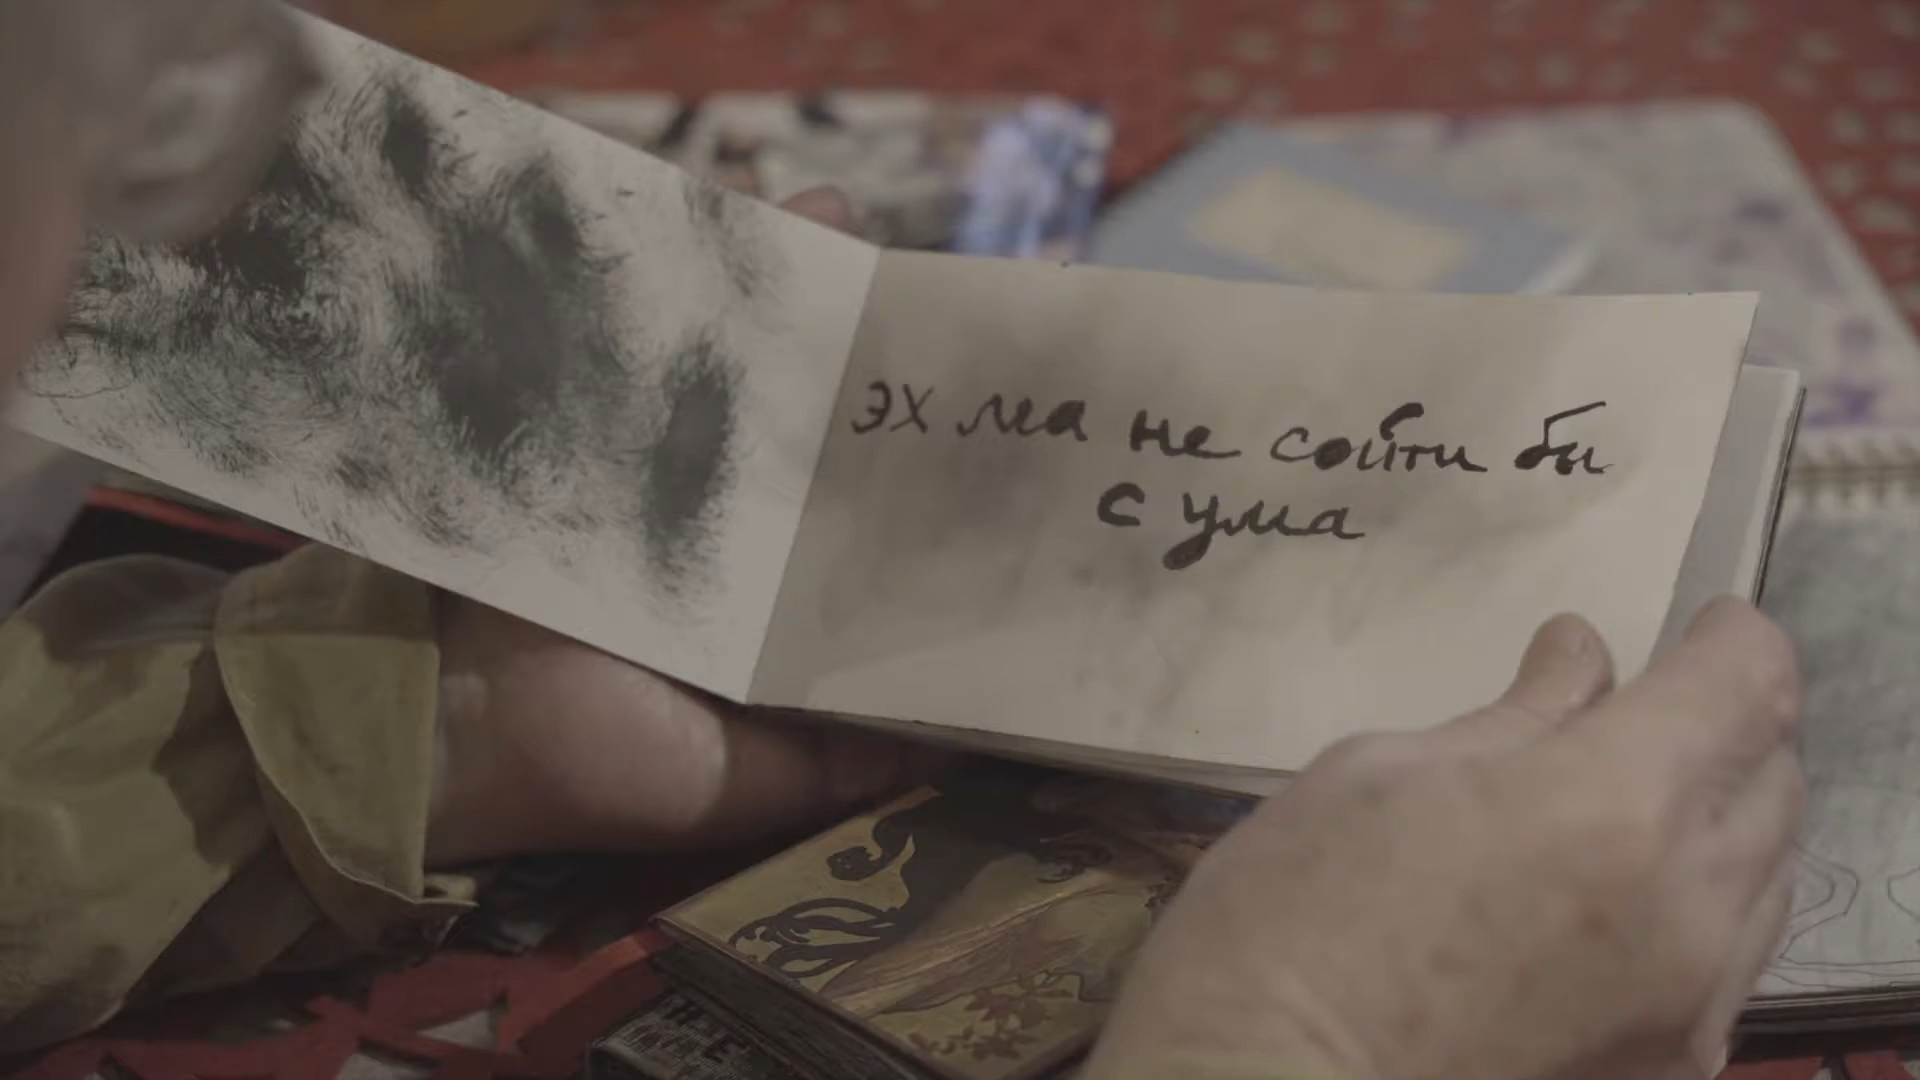 эх ма не сойти бы
с ума